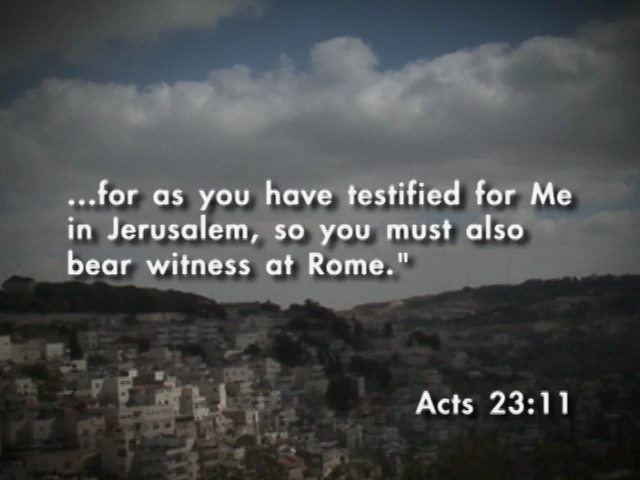 ...for as you have testified for Me
in Jerusalem, so you must also
bear witness at Rome."
Acts 23:11